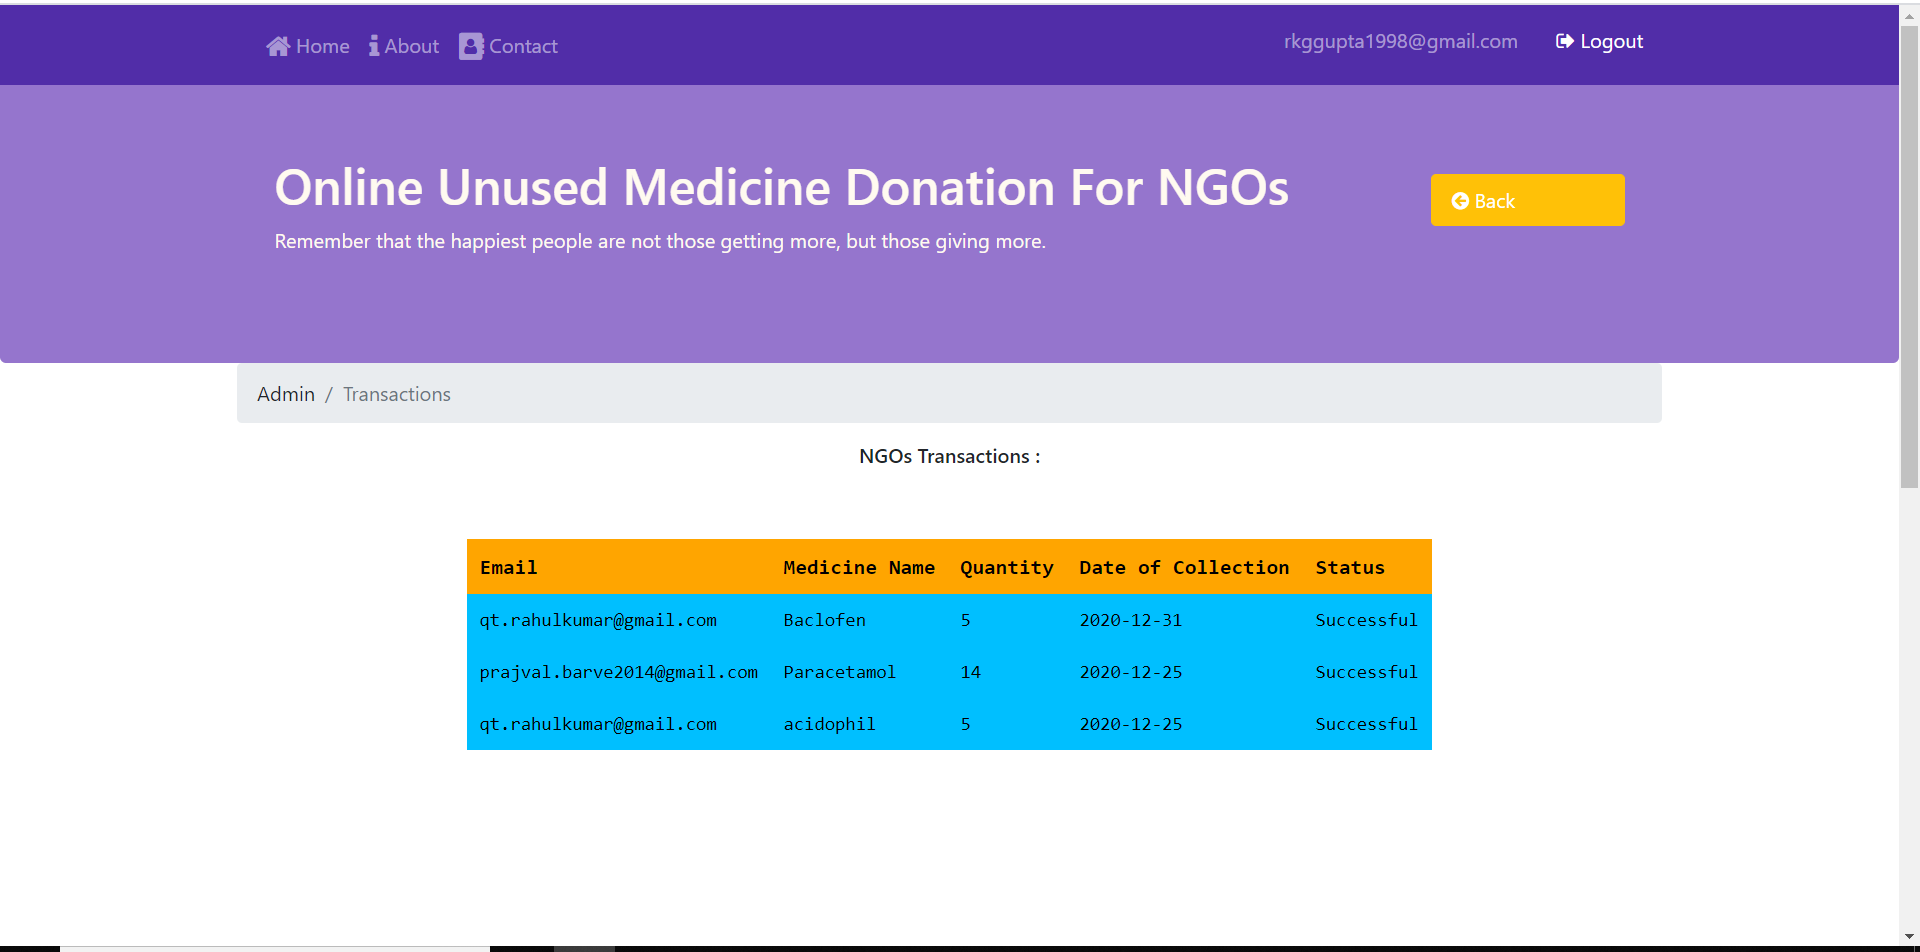 Home About Contact rkggupta1998@gmail.com Logout
Online Unused Medicine Donation For NGOs
Back
Remember that the happiest people are not those getting more, but those giving more.
Admin / Transactions
NGOs Transactions :
Email Medicine Name Quantity Date of Collection Status
qt.rahulkumar@gmail.com Baclofen 5 2020-12-31 Successful
prajval.barve2014@gmail.com Paracetamol 14 2020-12-25 Successful
qt.rahulkumar@gmail.com acidophil 5 2020-12-25 Successful